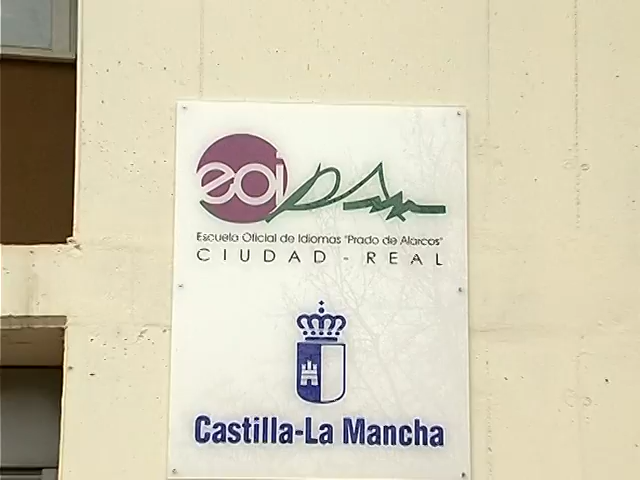 eoi
Escuela Oficial de Idiomas "Prado de Alarcos"
CIUDAD - REAL
Castilla-La Mancha